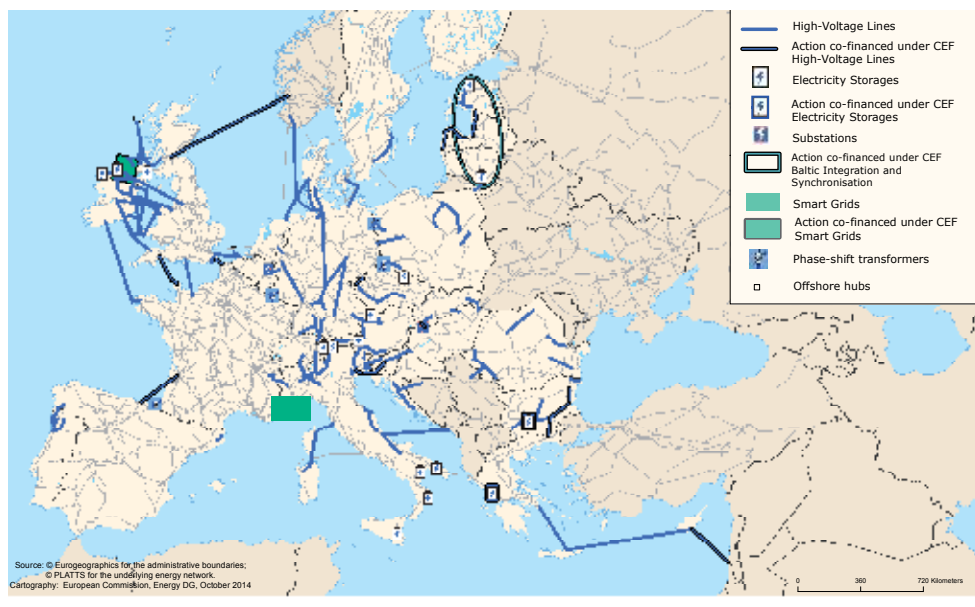 High-Voltage Lines
Action co-financed under CEF
High-Voltage Lines
Electricity Storages
Action co-financed under CEF
Electricity Storages
Substations
Action co-financed under CEF
Baltic Integration and
Synchronisation
Smart Grids
Action co-financed under CEF
Smart Grids
Phase-shift transformers
Offshore hubs
Source: © Eurogeographics for the administrative boundaries;
© PLATTS for the underlying energy network.
Cartography: European Commission, Energy DG, October 2014
0 360 720 Kilometers